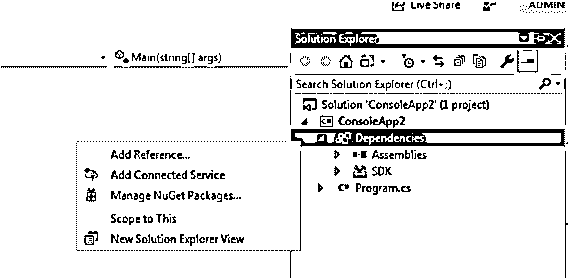 Live Share ADMIN
Solution Explorer
Main(string[] args)
Search Solution Explorer (Ctrl+;)
Solution 'ConsoleApp2' (1 project)
C# ConsoleApp2
Dependencies
Add Reference...
Assemblies
Add Connected Service
SDK
Manage NuGet Packages...
C# Program.cs
Scope to This
New Solution Explorer View